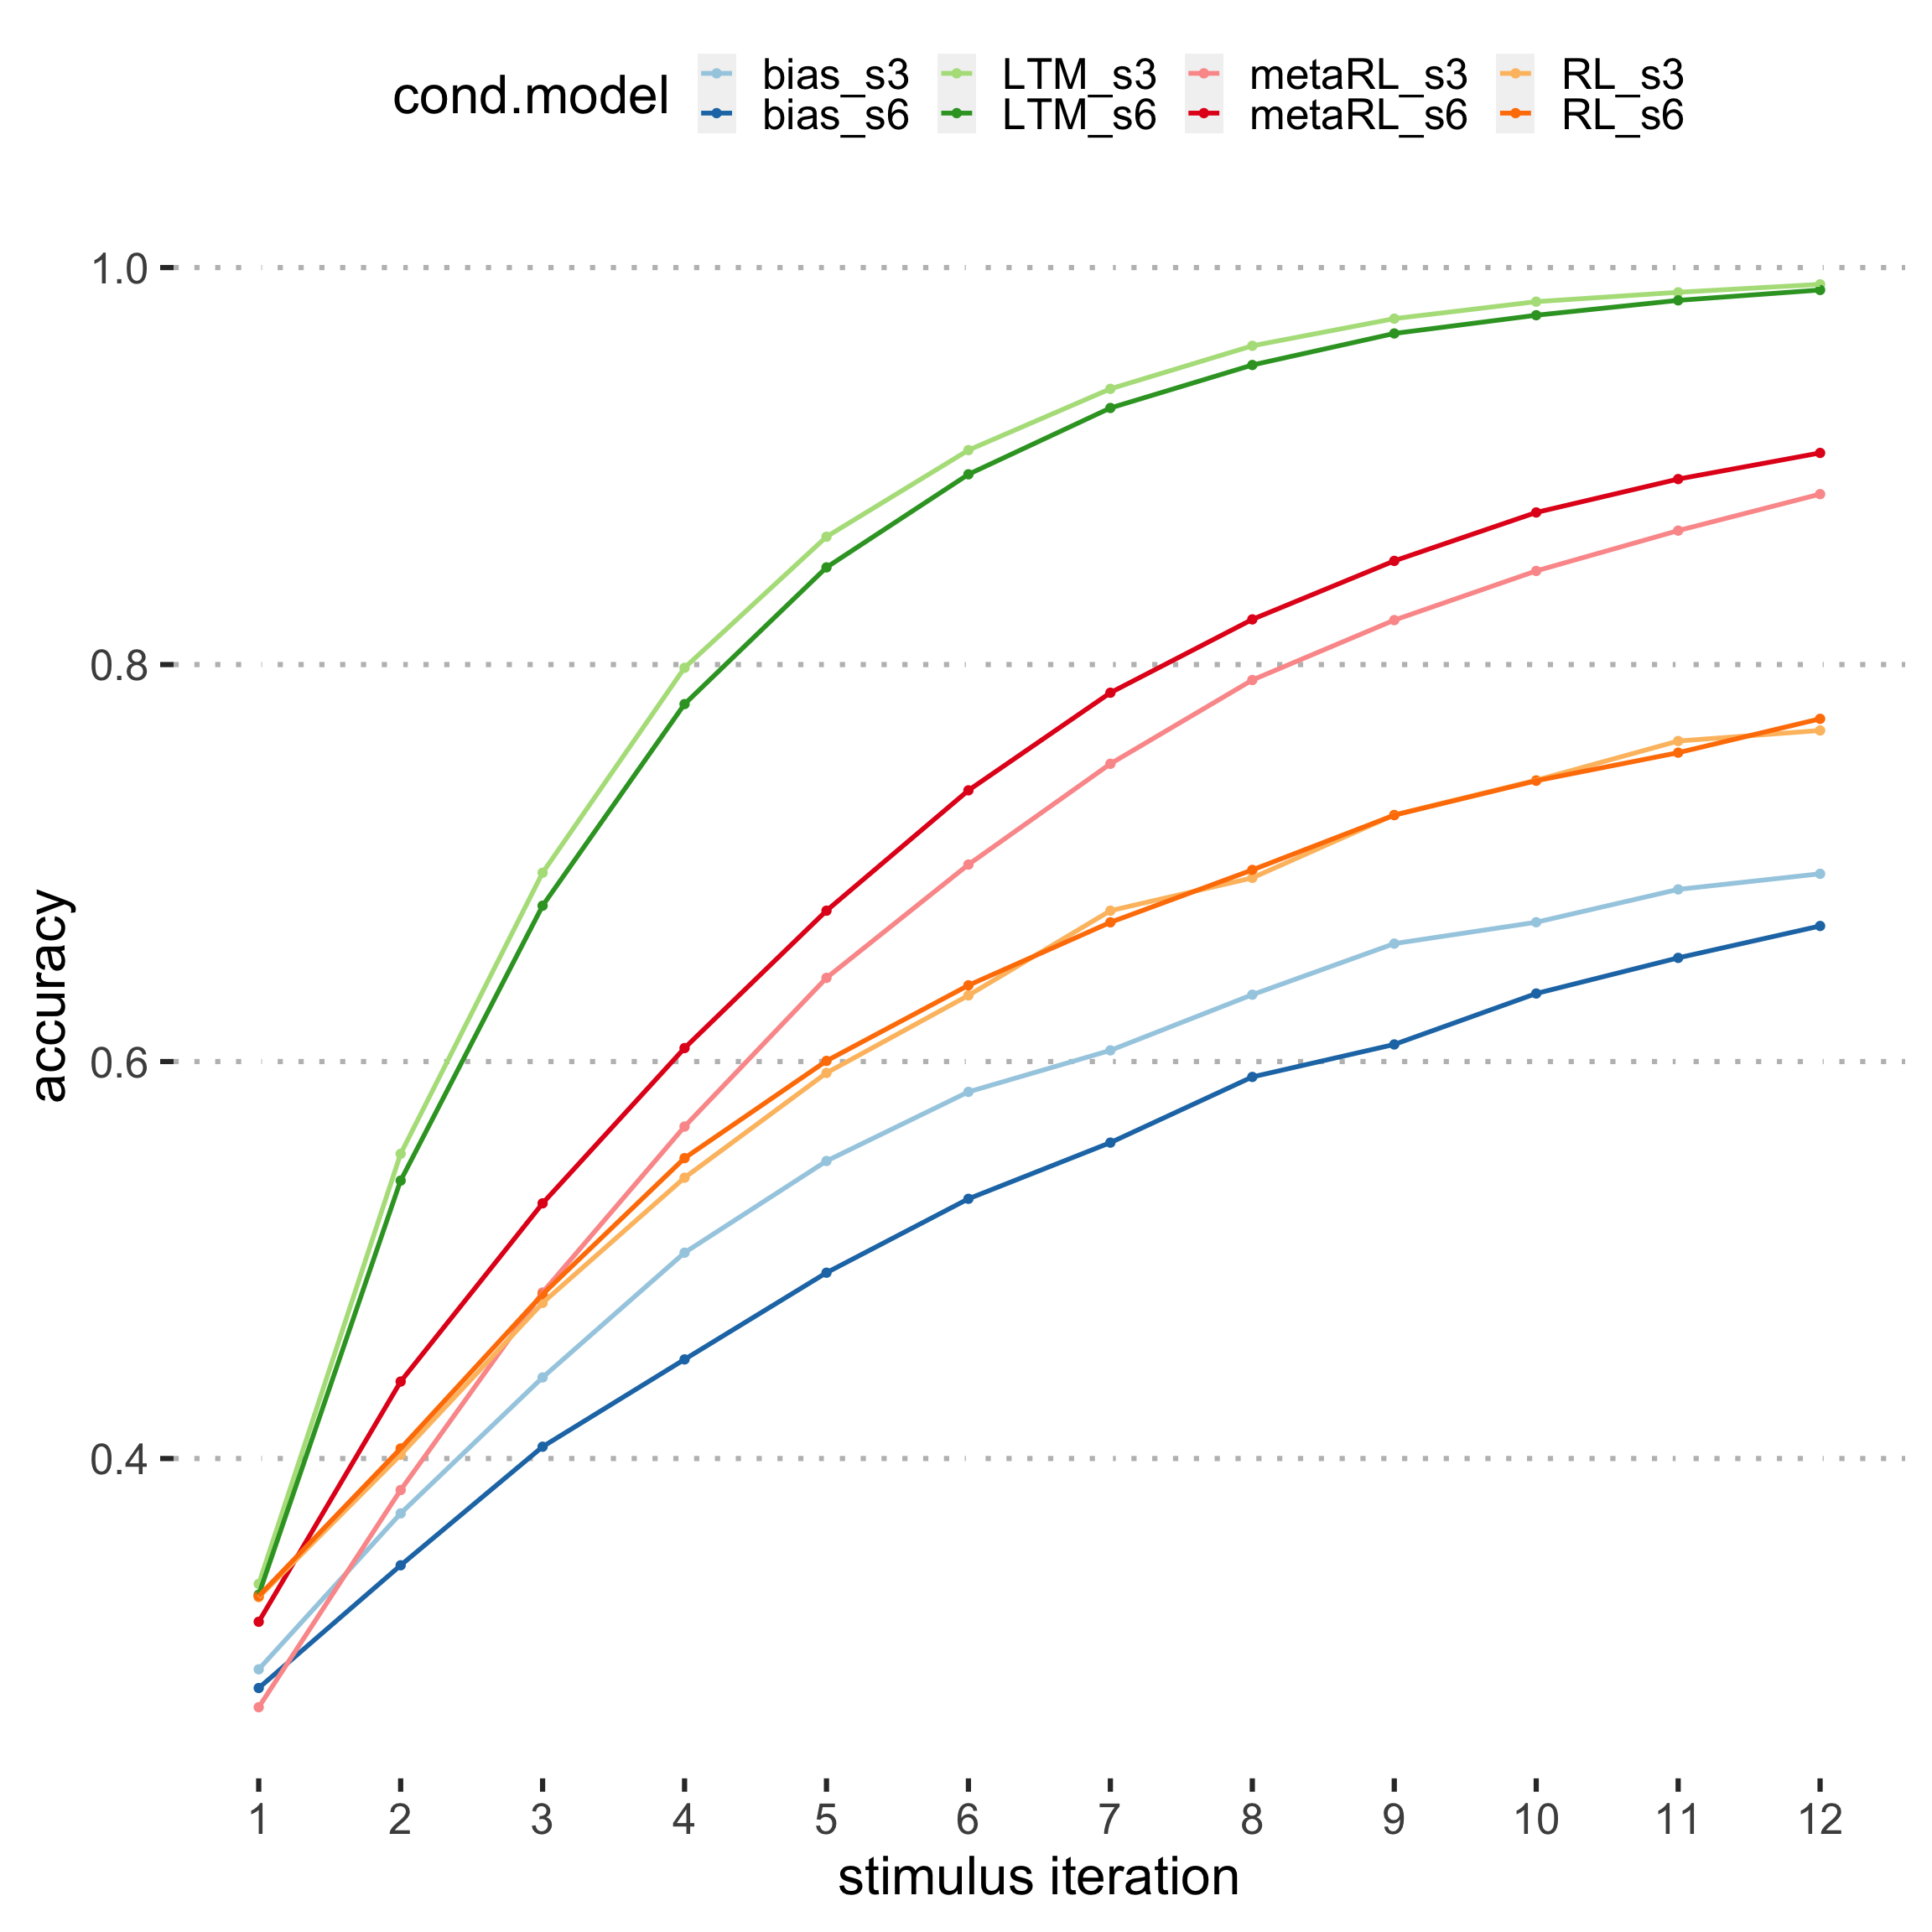 cond.model bias_s3 LTM_s3 metaRL_s3 RL_s3
bias_s6 LTM_s6 metaRL_s6 RL_s6
1.0
0.8
0.6
0.4
accuracy
1 2 3 4 5 6 7 8 9 10 11 12
stimulus iteration